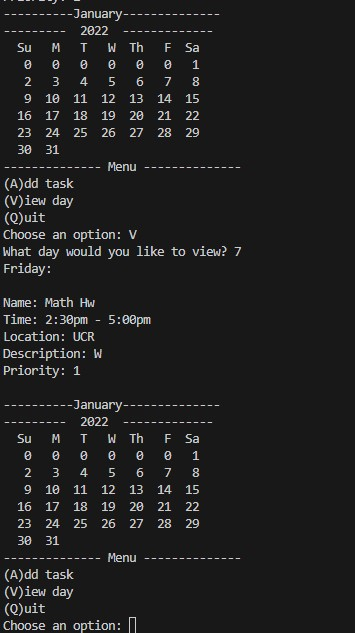 ----------January--------------
---------  2022  -------------
Su M T W Th F Sa
0 0 0 0 0 0 1
2 3 4 5 6 7 8
9 10 11 12 13 14 15
16 17 18 19 20 21 22
23 24 25 26 27 28 29
30 31
-------------- Menu --------------
(A)dd task
(V)iew day
(Q)uit
Choose an option: V
What day would you like to view? 7
Friday:

Name: Math Hw
Time: 2:30pm - 5:00pm
Location: UCR
Description: W
Priority: 1

----------January--------------
---------  2022  -------------
Su M T W Th F Sa
0 0 0 0 0 0 1
2 3 4 5 6 7 8
9 10 11 12 13 14 15
16 17 18 19 20 21 22
23 24 25 26 27 28 29
30 31
-------------- Menu --------------
(A)dd task
(V)iew day
(Q)uit
Choose an option: